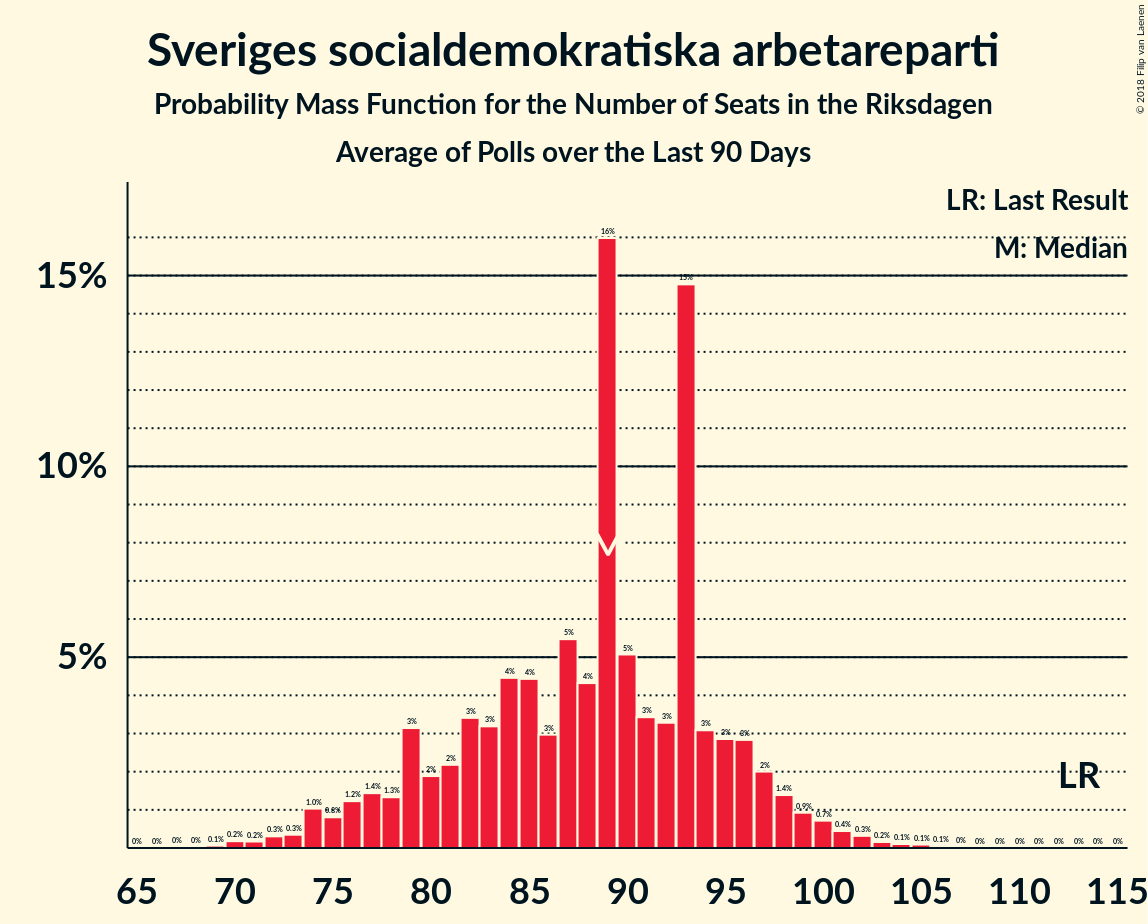 Sveriges socialdemokratiska arbetareparti
Probability Mass Function for the Number of Seats in the Riksdagen
Average of Polls over the Last 90 Days
© 2018 Filip van Laenen
LR: Last Result
M: Median
15%
10%
5%
0% 0% 0% 0% 0.1% 0.2% 0.2% 0.3% 0.3% 1.0% 0.8% 1.2% 1.4% 1.3% 3% 2% 2% 3% 3% 4% 4% 3% 5% 4% 16% 5% 3% 3% 15% 3% 3% 3% 2% 1.4% 0.9% 0.7% 0.4% 0.3% 0.2% 0.1% 0.1% 0.1% 0% 0% 0% 0% 0% 0% 0% 0% 0%
M
LR
65 70 75 80 85 90 95 100 105 110 115